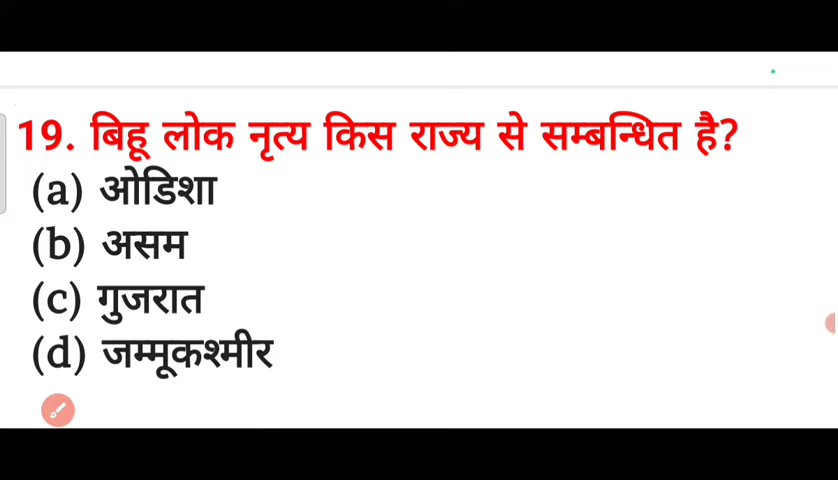 19. बिहू लोक नृत्य किस राज्य से सम्बन्धित है?
(a) ओडिशा
(b) असम
(c) गुजरात
(d) जम्मूकश्मीर